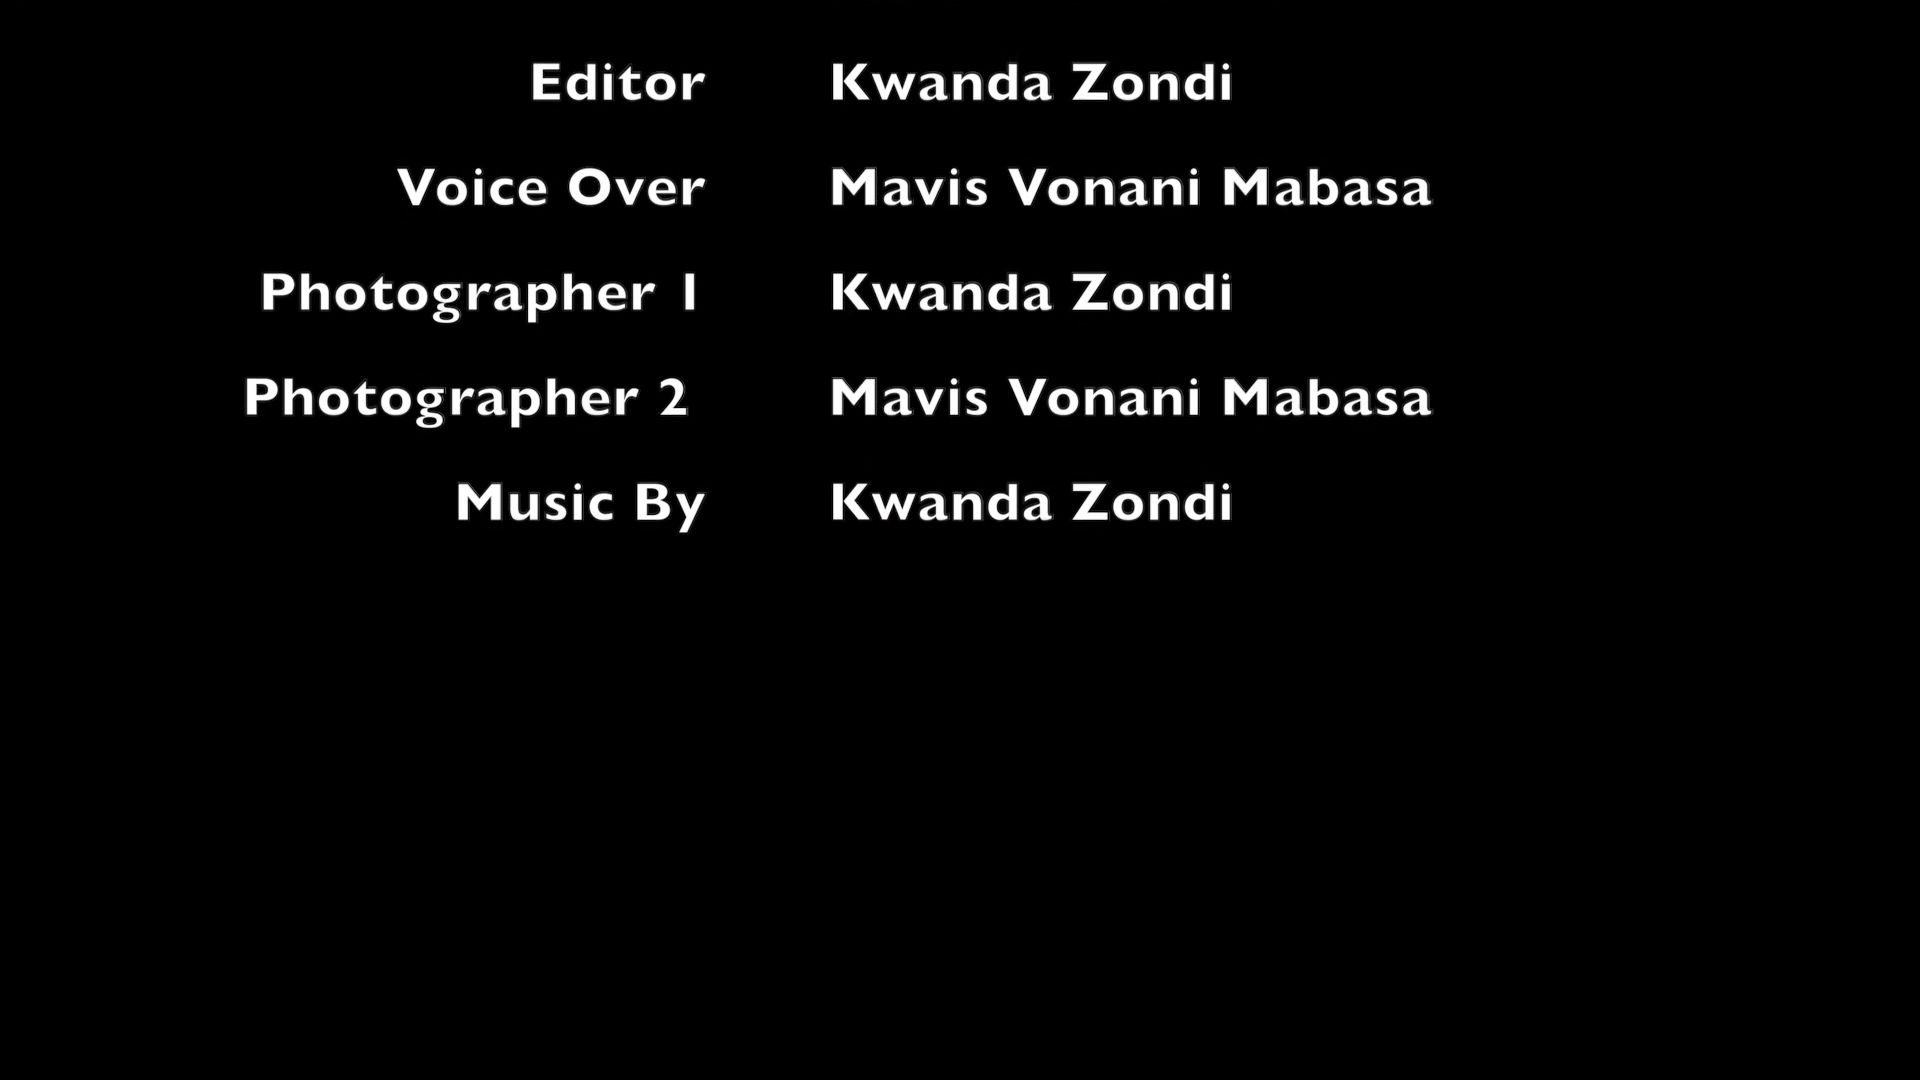 Editor Kwanda Zondi
Voice Over Mavis Vonani Mabasa
Photographer 1 Kwanda Zondi
Photographer 2 Mavis Vonani Mabasa
Music By Kwanda Zondi